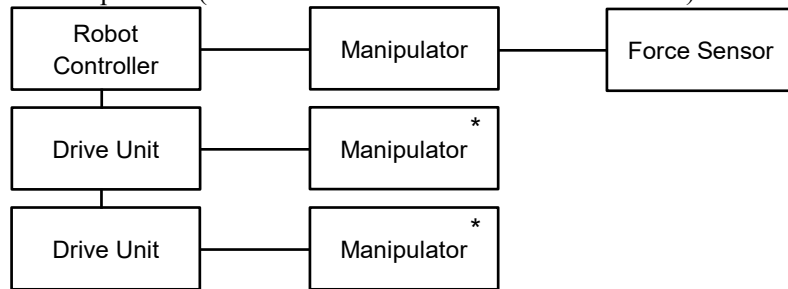 Robot
Controller
Manipulator
Force Sensor
Drive Unit
Manipulator *
Drive Unit
Manipulator *